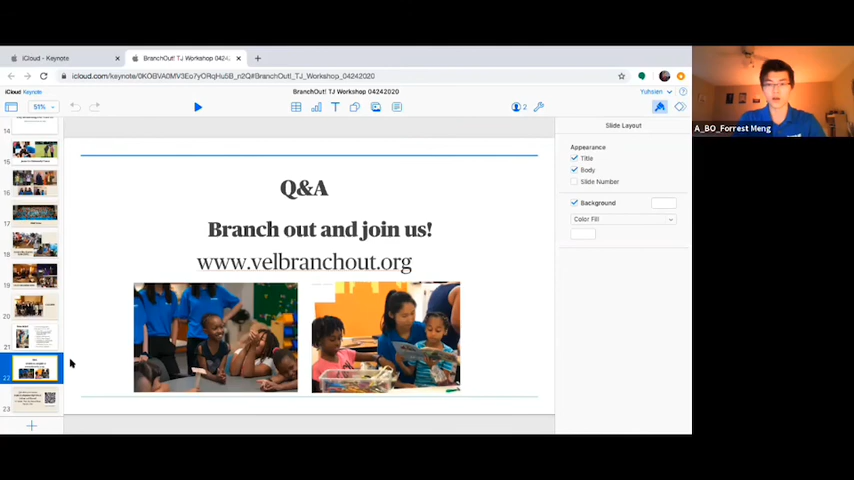 iCloud - Keynote
BranchOut! TJ Workshop 0424.
icloud.com/keynote/0KOBVA0MV3Eo7yORqHu5B_n2Q#BranchOut!_TJ_Workshop_04242020
iCloud Keynote
BranchOut! TJ Workshop 04242020
Yuhsien
51%
2
Slide Layout
Appearance
Title
Body
Slide Number
Background
Color Fill
Q&A
Branch out and join us!
www.velbranchout.org
14
15
16
17
18
19
20
21
22
23
A_BO_Forrest Meng